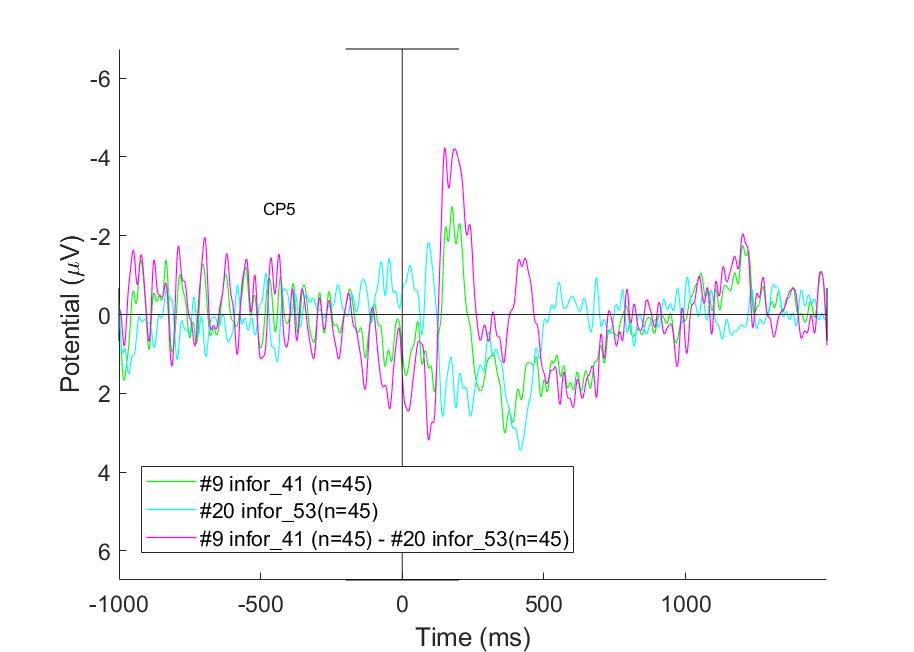 -6
-4
CP5
-2
0
2
4
6
Potential (μV)
#9 infor_41 (n=45)
#20 infor_53(n=45)
#9 infor_41 (n=45) - #20 infor_53(n=45)
-1000 -500 0 500 1000
Time (ms)